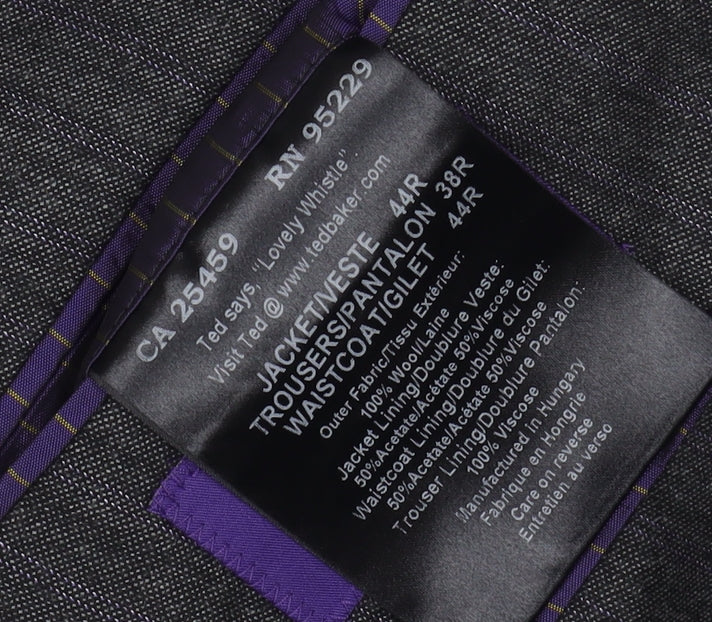 CA 25459 RN 95229
Ted says, "Lovely Whistle"
Visit Ted @ www.tedbaker.com
JACKET/VESTE 44R
TROUSERS/PANTALON 38R
WAISTCOAT/GILET 44R
Outer Fabric/Tissu Extérieur:
100% Wool/Laine
Jacket Lining/Doublure Veste:
50%Acetate/Acétate 50%Viscose
Waistcoat Lining/Doublure du Gilet:
50%Acetate/Acétate 50%Viscose
Trouser Lining/Doublure Pantalon:
100% Viscose
Manufactured in Hungary
Fabrique en Hongrie
Care on reverse
Entretien au verso